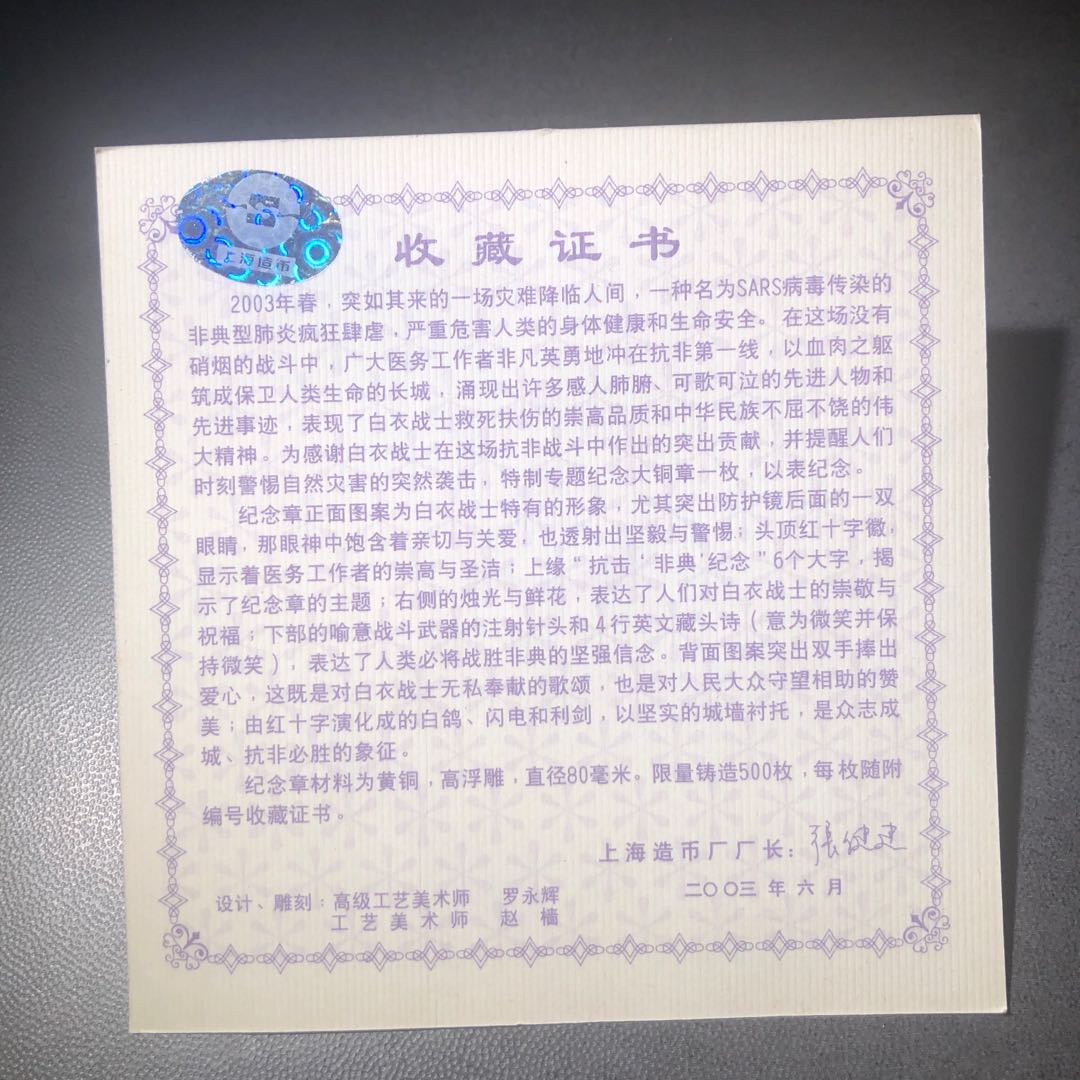 上海造币
收藏证书
2003年春，突如其来的一场灾难降临人间，一种名为SARS病毒传染的
非典型肺炎疯狂肆虐，严重危害人类的身体健康和生命安全。在这场没有
硝烟的战斗中，广大医务工作者非凡英勇地冲在抗非第一线，以血肉之躯
筑成保卫人类生命的长城，涌现出许多感人肺腑、可歌可泣的先进人物和
先进事迹，表现了白衣战士救死扶伤的崇高品质和中华民族不屈不饶的伟
大精神。为感谢白衣战士在这场抗非战斗中作出的突出贡献，并提醒人们
时刻警惕自然灾害的突然袭击，特制专题纪念大铜章一枚，以表纪念。
纪念章正面图案为白衣战士特有的形象，尤其突出防护镜后面的一双
眼睛，那眼神中饱含着亲切与关爱，也透射出坚毅与警惕；头顶红十字徽，
显示着医务工作者的崇高与圣洁；上缘“抗击‘非典’纪念”6个大字，揭
示了纪念章的主题；右侧的烛光与鲜花，表达了人们对白衣战士的崇敬与
祝福；下部的喻意战斗武器的注射针头和4行英文藏头诗（意为微笑并保
持微笑），表达了人类必将战胜非典的坚强信念。背面图案突出双手捧出
爱心，这既是对白衣战士无私奉献的歌颂，也是对人民大众守望相助的赞
美；由红十字演化成的白鸽、闪电和利剑，以坚实的城墙衬托，是众志成
城、抗非必胜的象征。
纪念章材料为黄铜，高浮雕，直径80毫米。限量铸造500枚，每枚随附
编号收藏证书。
上海造币厂厂长：张健建
二〇〇三年六月
设计、雕刻：高级工艺美术师 罗永辉
工艺美术师 赵樯